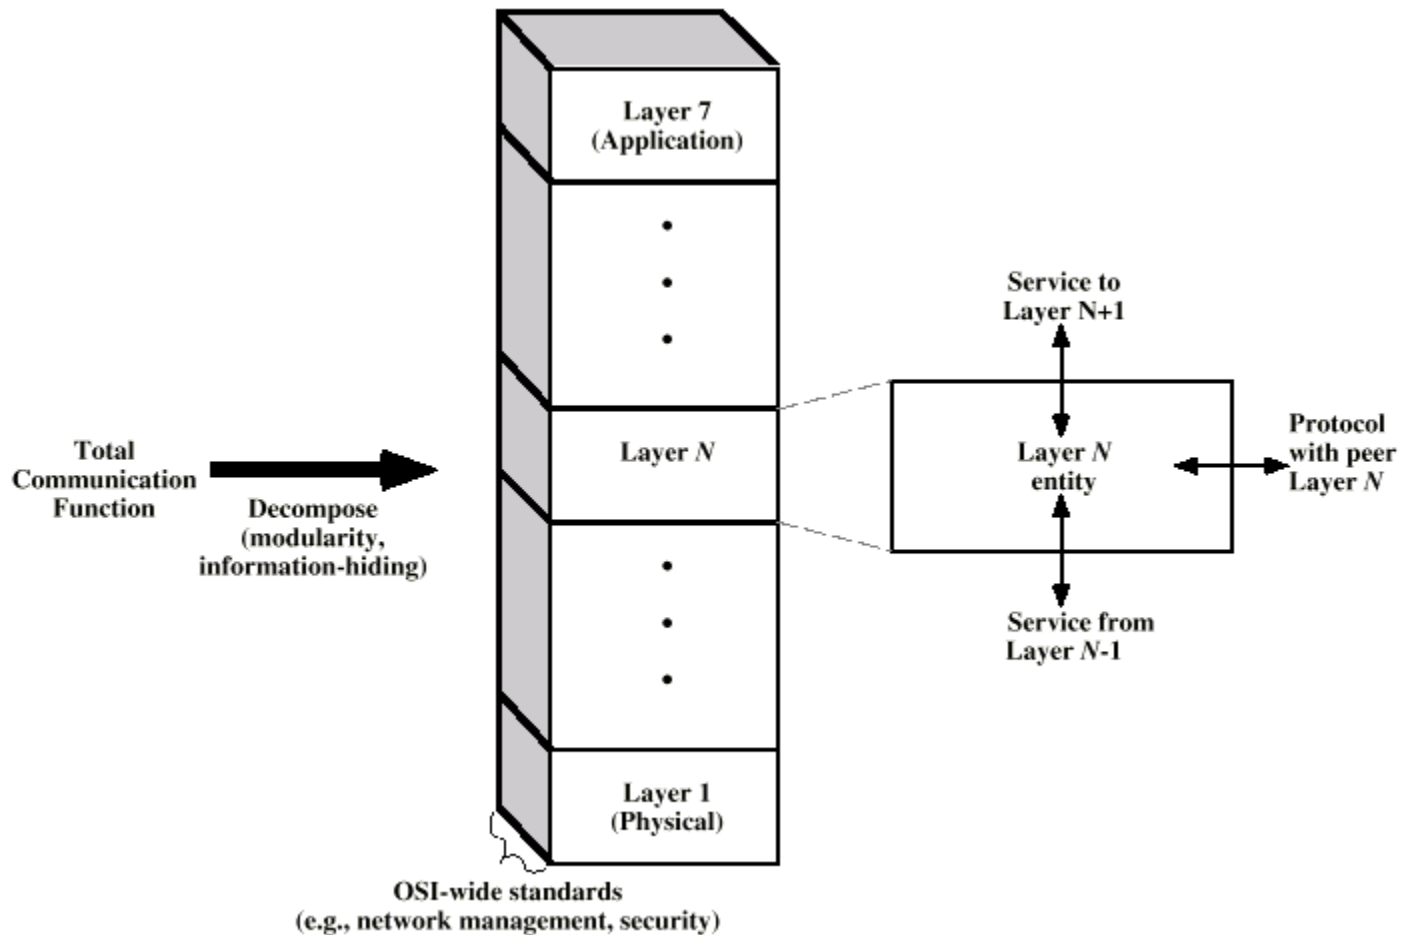 Layer 7
(Application)
Service to
Layer N+1
Total
Communication
Function
Decompose
(modularity,
information-hiding)
Layer N
Layer N
entity
Protocol
with peer
Layer N
Service from
Layer N-1
Layer 1
(Physical)
OSI-wide standards
(e.g., network management, security)